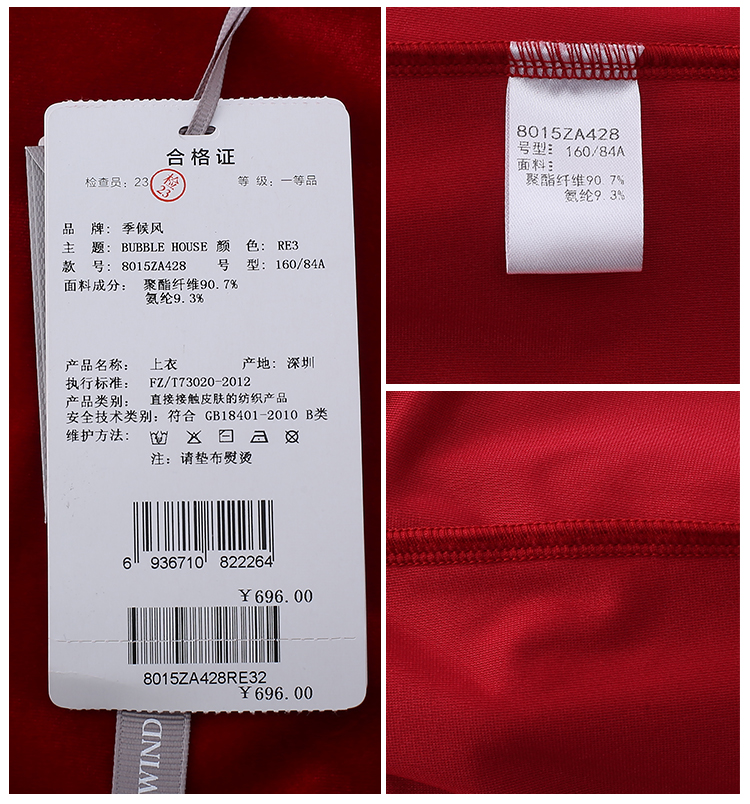 合格证
检查员: 23 检23 等 级: 一等品
品 牌: 季候风
主 题: BUBBLE HOUSE 颜 色: RE3
款 号: 8015ZA428 号 型: 160/84A
面料成分: 聚酯纤维90.7%
氨纶9.3%
产品名称: 上衣 产地: 深圳
执行标准: FZ/T73020-2012
产品类别: 直接接触皮肤的纺织产品
安全技术类别: 符合 GB18401-2010 B类
维护方法:
注: 请垫布熨烫
6 936710 822264
￥696.00
8015ZA428RE32
￥696.00
WIND
8015ZA428
号型: 160/84A
面料:
聚酯纤维90.7%
氨纶9.3%